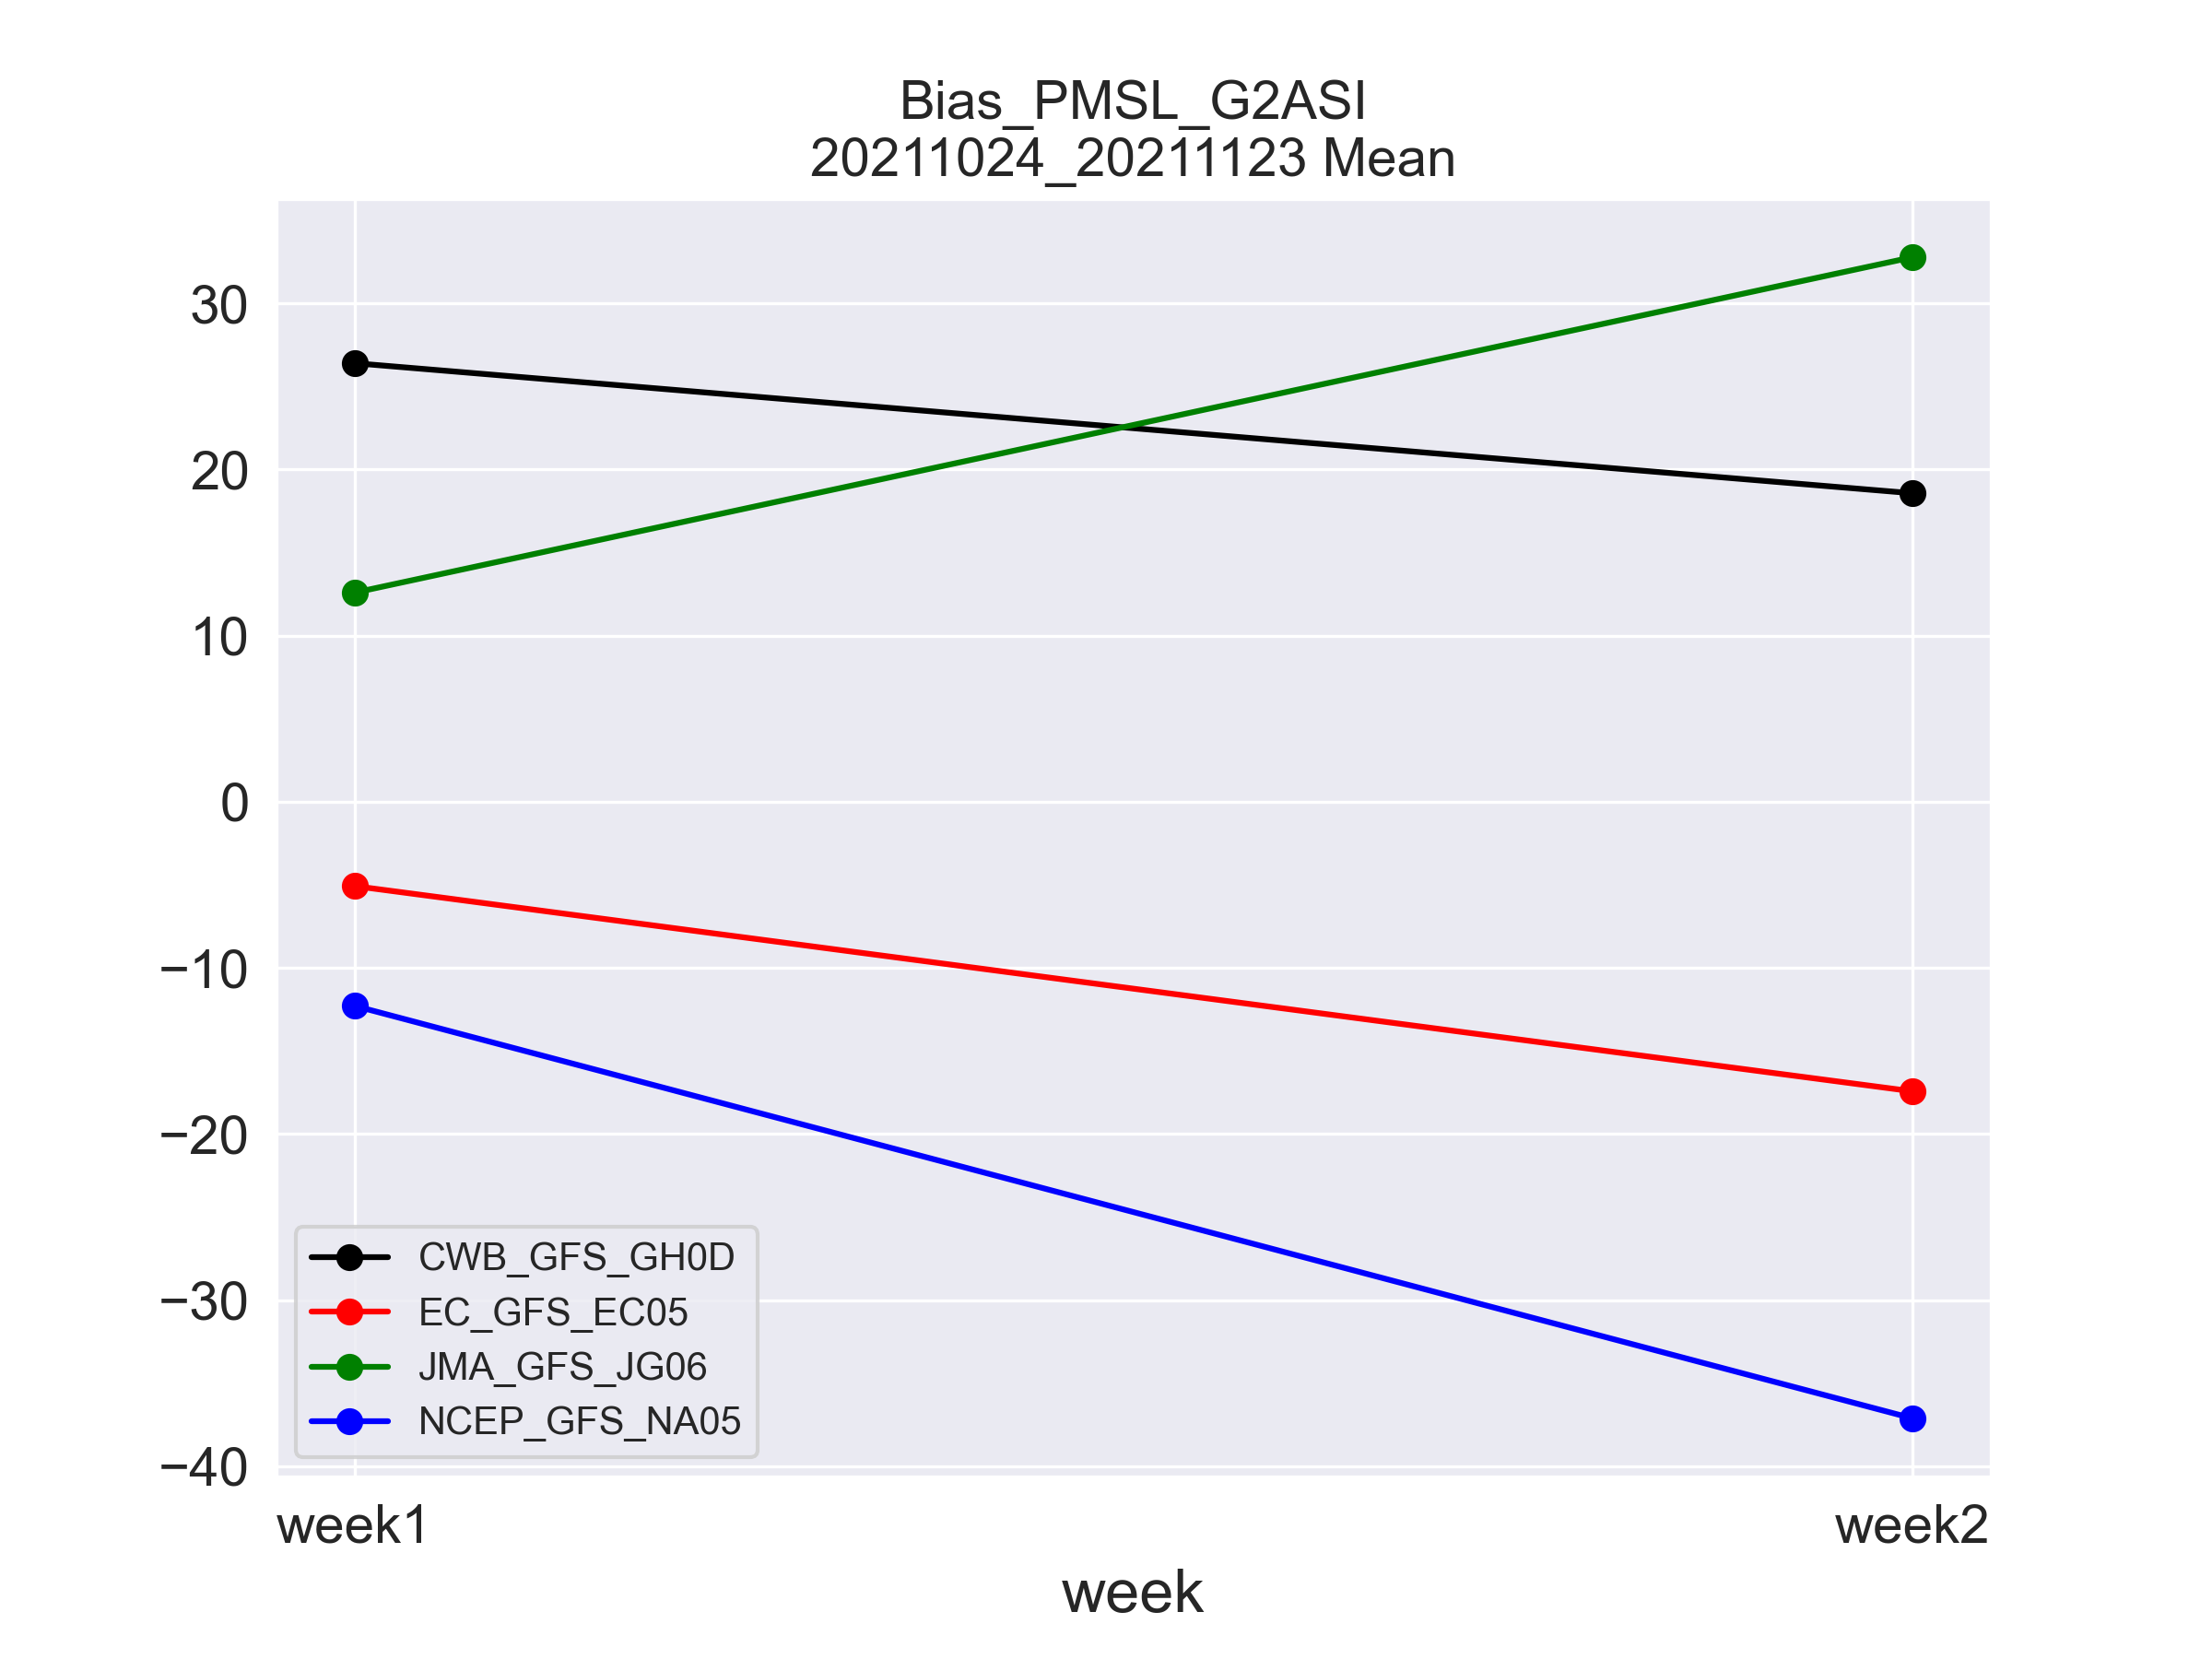 Bias_PMSL_G2ASI
20211024_20211123 Mean
30
20
10
0
−10
−20
−30
−40
CWB_GFS_GH0D
EC_GFS_EC05
JMA_GFS_JG06
NCEP_GFS_NA05
week1 week2
week